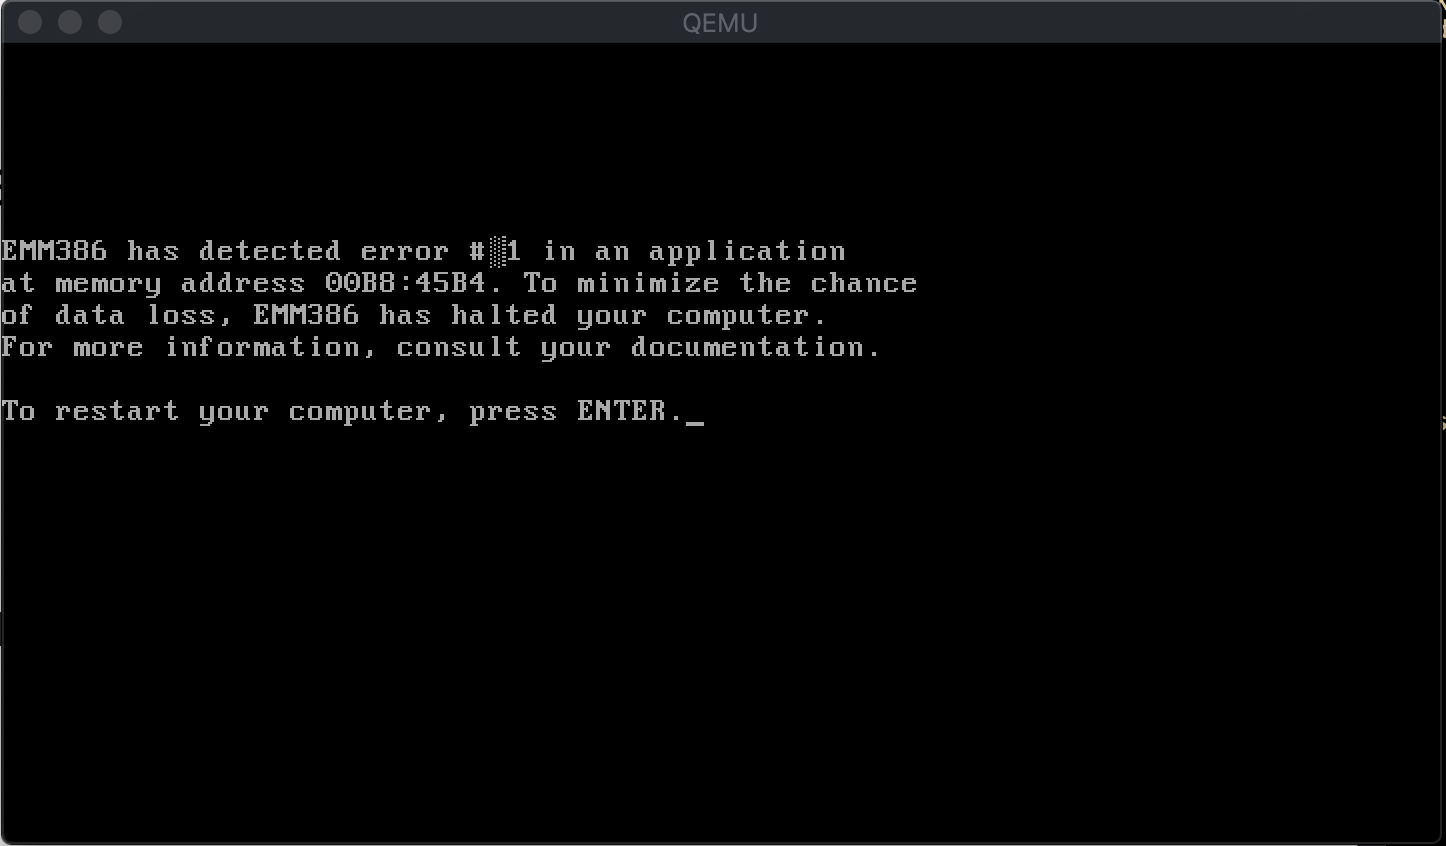 QEMU
EMM386 has detected error #░1 in an application
at memory address 00B8:45B4. To minimize the chance
of data loss, EMM386 has halted your computer.
For more information, consult your documentation.
To restart your computer, press ENTER._